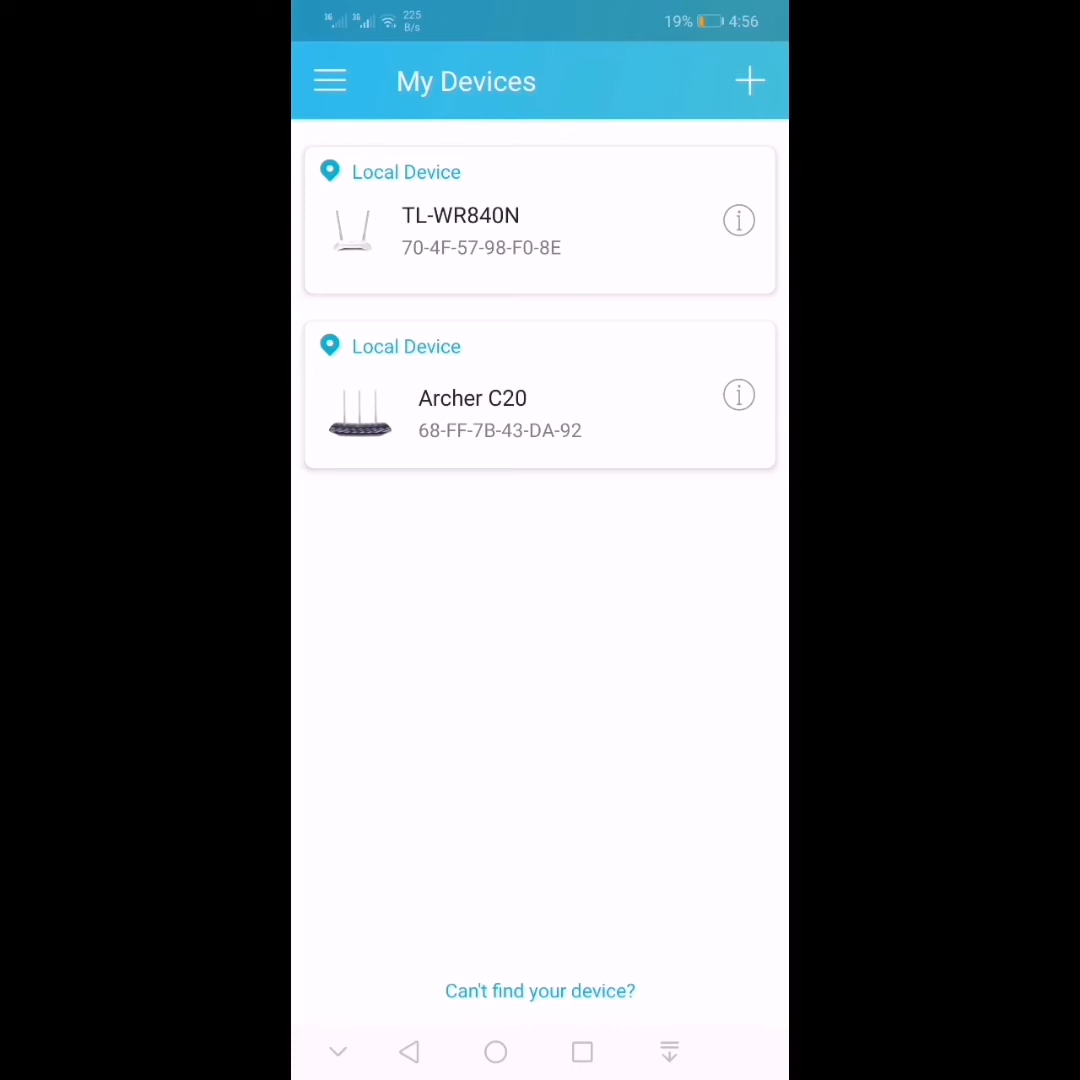 225
B/s
19%
4:56
My Devices
Local Device
TL-WR840N
70-4F-57-98-F0-8E
Local Device
Archer C20
68-FF-7B-43-DA-92
Can't find your device?